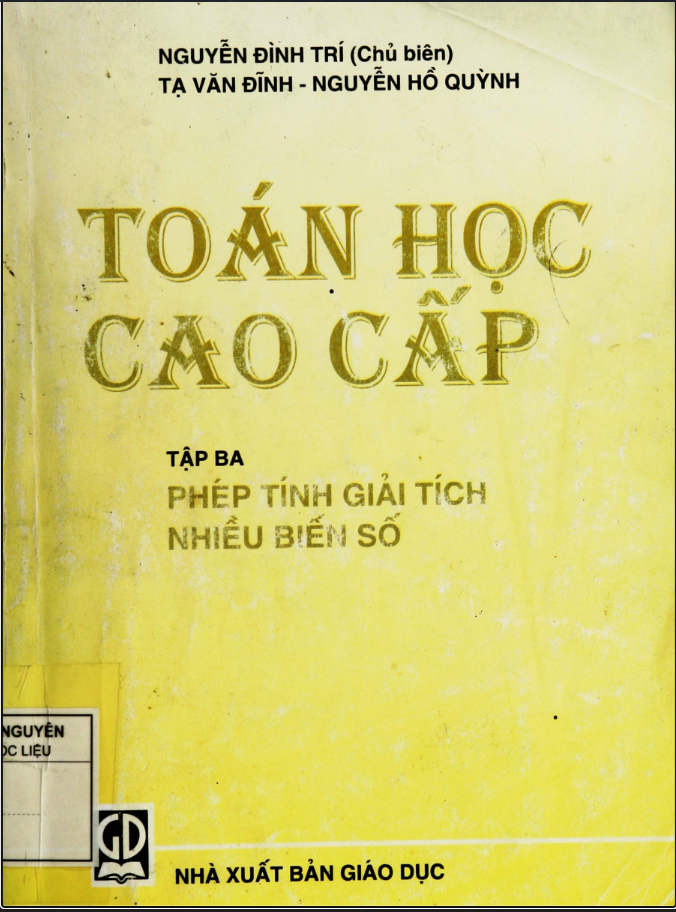 NGUYỄN ĐÌNH TRÍ (Chủ biên)
TẠ VĂN ĐĨNH - NGUYỄN HỒ QUỲNH
TOÁN HỌC
CAO CẤP
TẬP BA
PHÉP TÍNH GIẢI TÍCH
NHIỀU BIẾN SỐ
NGUYÊN
ỌC LIỆU
GD
NHÀ XUẤT BẢN GIÁO DỤC